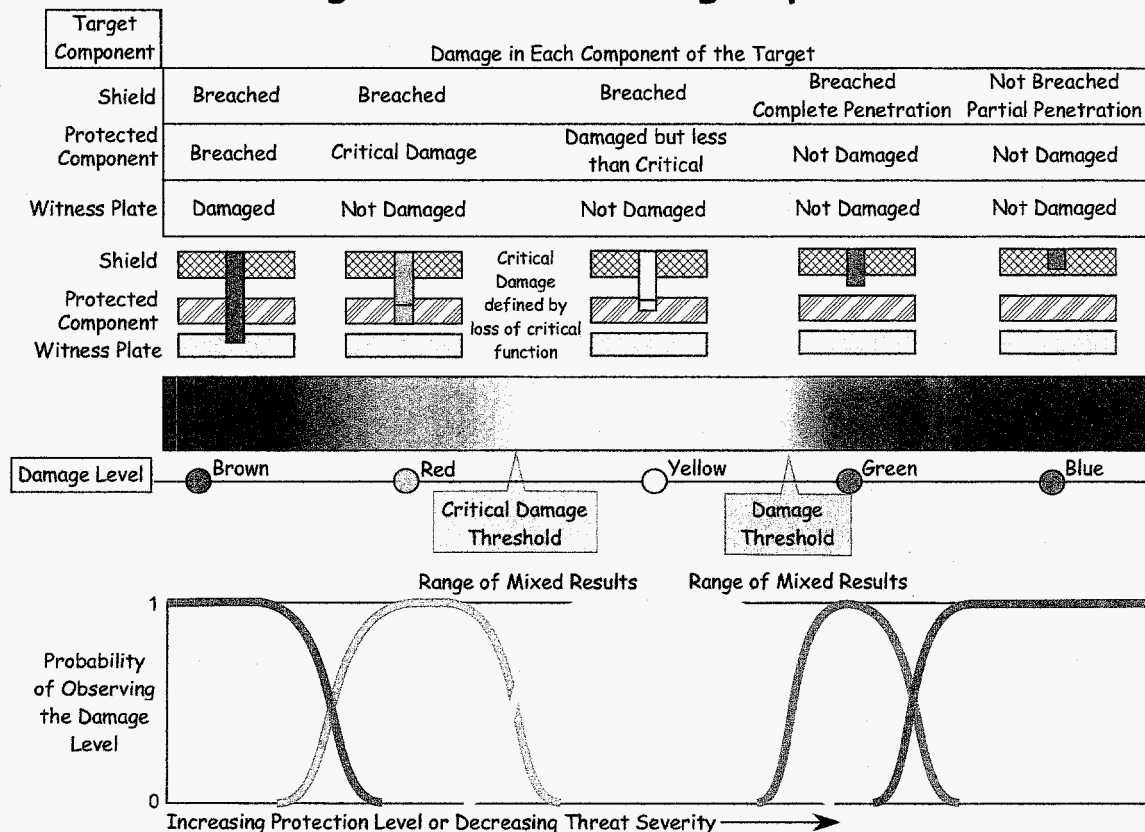 Target
Component
Damage in Each Component of the Target
Shield Breached Breached Breached Breached Complete Penetration Not Breached Partial Penetration
Protected Component Breached Critical Damage Damaged but less than Critical Not Damaged Not Damaged
Witness Plate Damaged Not Damaged Not Damaged Not Damaged Not Damaged
Shield
Protected
Component
Witness Plate
Critical
Damage
defined by
loss of critical
function
Damage Level Brown Red Yellow Green Blue
Critical Damage
Threshold
Damage
Threshold
Range of Mixed Results Range of Mixed Results
1
Probability
of Observing
the Damage
Level
0
Increasing Protection Level or Decreasing Threat Severity